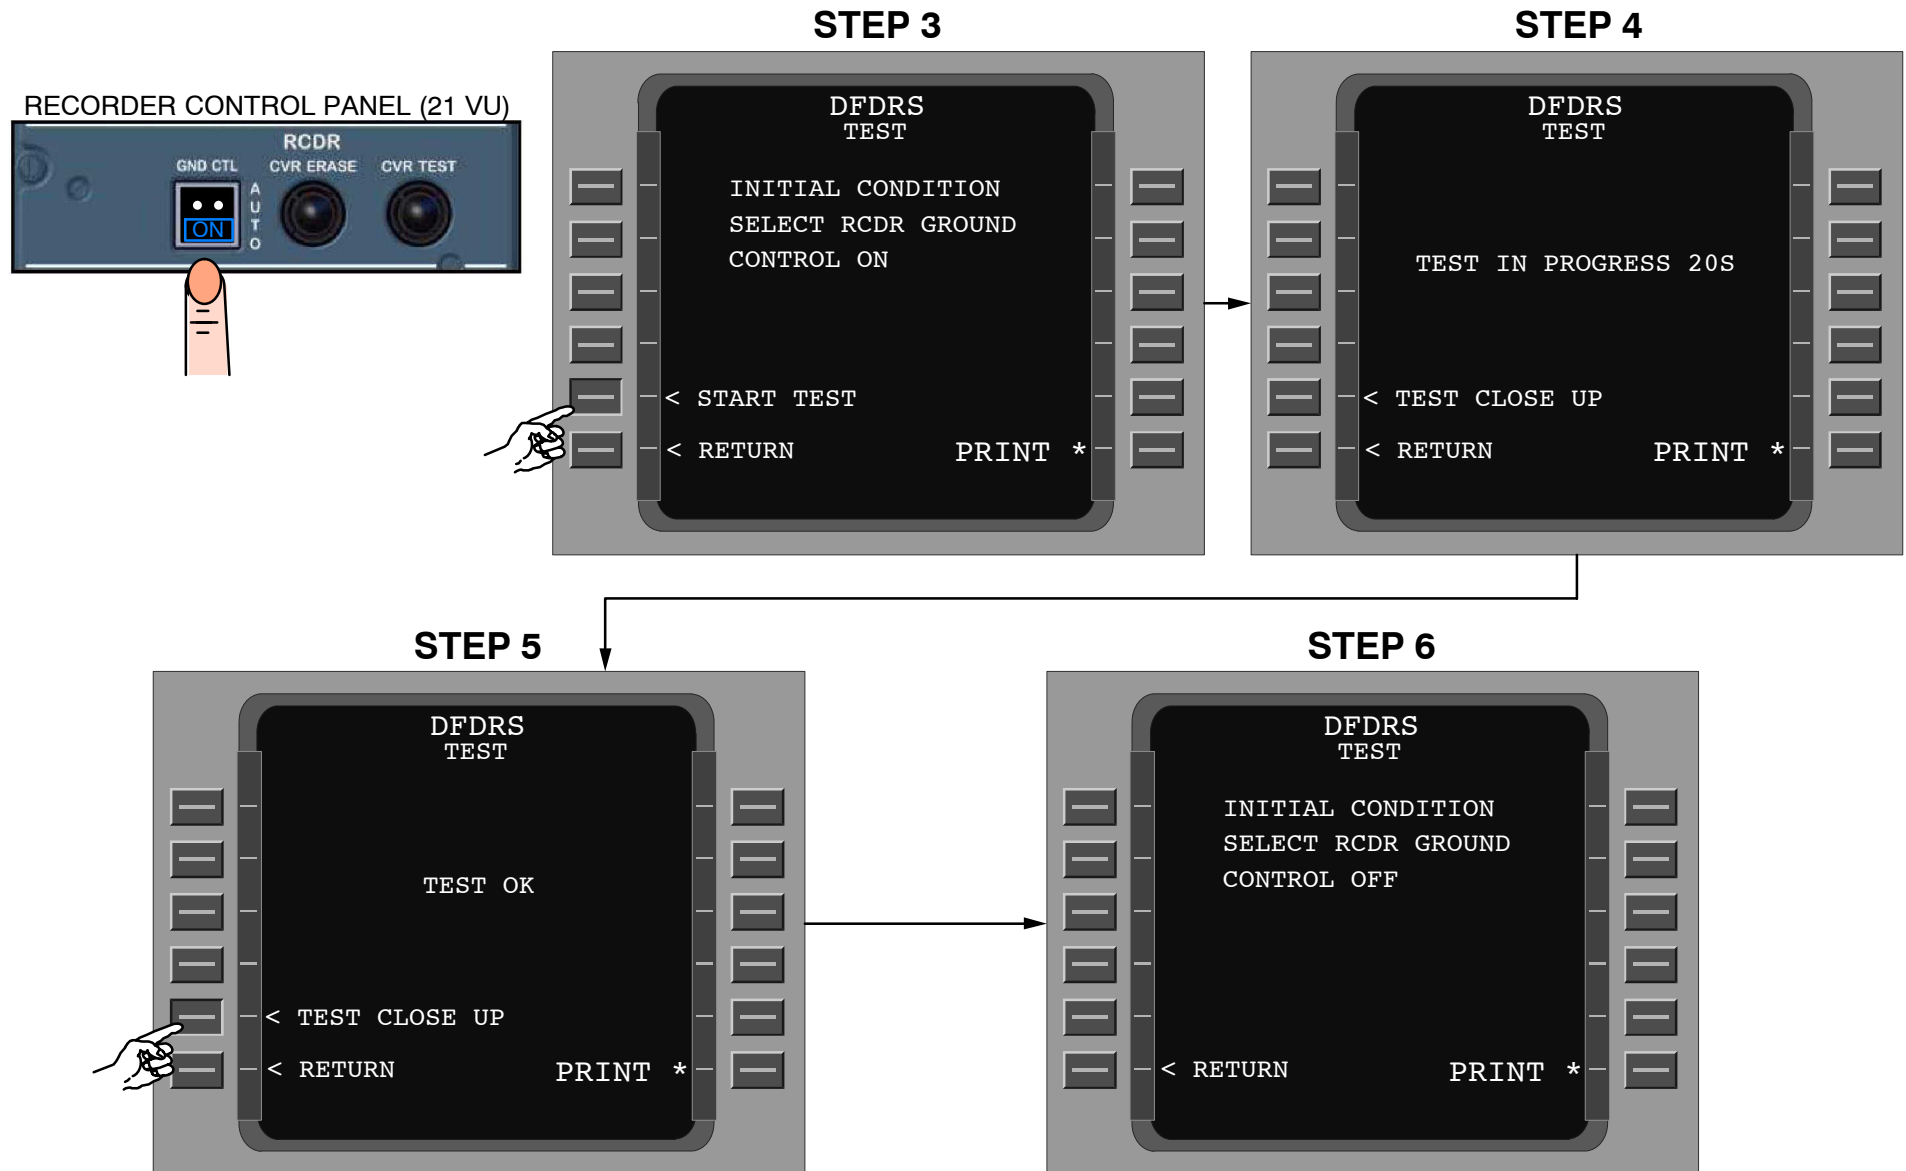 STEP 3
STEP 4
RECORDER CONTROL PANEL (21 VU)
RCDR
GND CTL
CVR ERASE
CVR TEST
ON
AUTO
DFDRS
TEST
INITIAL CONDITION
SELECT RCDR GROUND
CONTROL ON
< START TEST
< RETURN PRINT *
DFDRS
TEST
TEST IN PROGRESS 20S
< TEST CLOSE UP
< RETURN PRINT *
STEP 5
STEP 6
DFDRS
TEST
TEST OK
< TEST CLOSE UP
< RETURN PRINT *
DFDRS
TEST
INITIAL CONDITION
SELECT RCDR GROUND
CONTROL OFF
< RETURN PRINT *